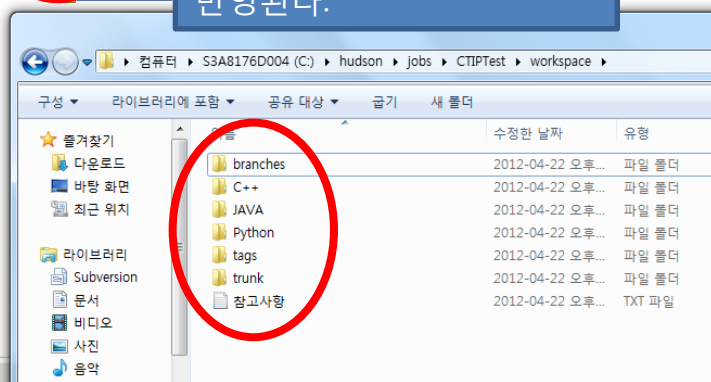 반영된다.
컴퓨터 ▸ S3A8176D004 (C:) ▸ hudson ▸ jobs ▸ CTIPTest ▸ workspace ▸
구성 ▾ 라이브러리에 포함 ▾ 공유 대상 ▾ 굽기 새 폴더
이름 수정한 날짜 유형
즐겨찾기
다운로드
바탕 화면
최근 위치
라이브러리
Subversion
문서
비디오
사진
음악
branches 2012-04-22 오후... 파일 폴더
C++ 2012-04-22 오후... 파일 폴더
JAVA 2012-04-22 오후... 파일 폴더
Python 2012-04-22 오후... 파일 폴더
tags 2012-04-22 오후... 파일 폴더
trunk 2012-04-22 오후... 파일 폴더
참고사항 2012-04-22 오후... TXT 파일